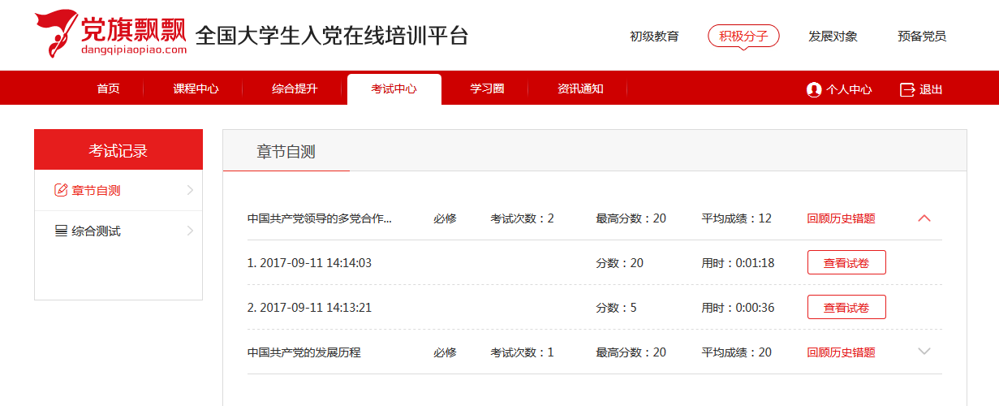 党旗飘飘
dangqipiaopiao.com
全国大学生入党在线培训平台
初级教育 积极分子 发展对象 预备党员
首页 课程中心 综合提升 考试中心 学习圈 资讯通知 个人中心 退出
考试记录
章节自测
综合测试
章节自测
中国共产党领导的多党合作... 必修 考试次数：2 最高分数：20 平均成绩：12 回顾历史错题
1. 2017-09-11 14:14:03 分数：20 用时：0:01:18 查看试卷
2. 2017-09-11 14:13:21 分数：5 用时：0:00:36 查看试卷
中国共产党的发展历程 必修 考试次数：1 最高分数：20 平均成绩：20 回顾历史错题